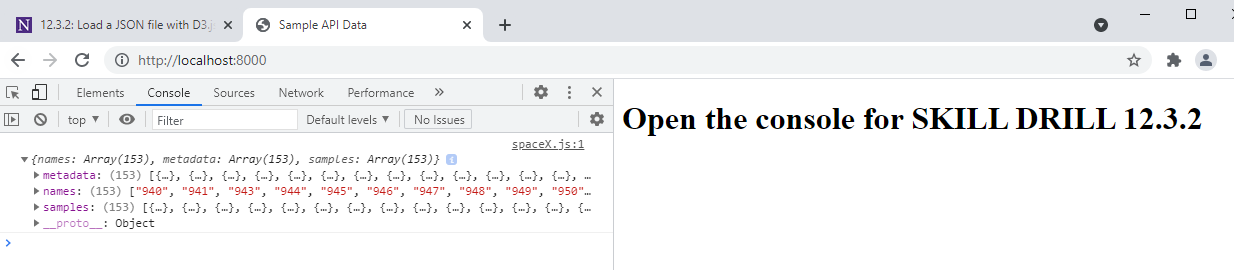 12.3.2: Load a JSON file with D3.js
Sample API Data
http://localhost:8000
Elements Console Sources Network Performance »
top Filter Default levels No Issues
spaceX.js:1
{names: Array(153), metadata: Array(153), samples: Array(153)} i
metadata: (153) [{…}, {…}, {…}, {…}, {…}, {…}, {…}, {…}, {…}, {…}, {…}, {…}, {…}, …
names: (153) ["940", "941", "943", "944", "945", "946", "947", "948", "949", "950"…
samples: (153) [{…}, {…}, {…}, {…}, {…}, {…}, {…}, {…}, {…}, {…}, {…}, {…}, {…}, {…
__proto__: Object
Open the console for SKILL DRILL 12.3.2